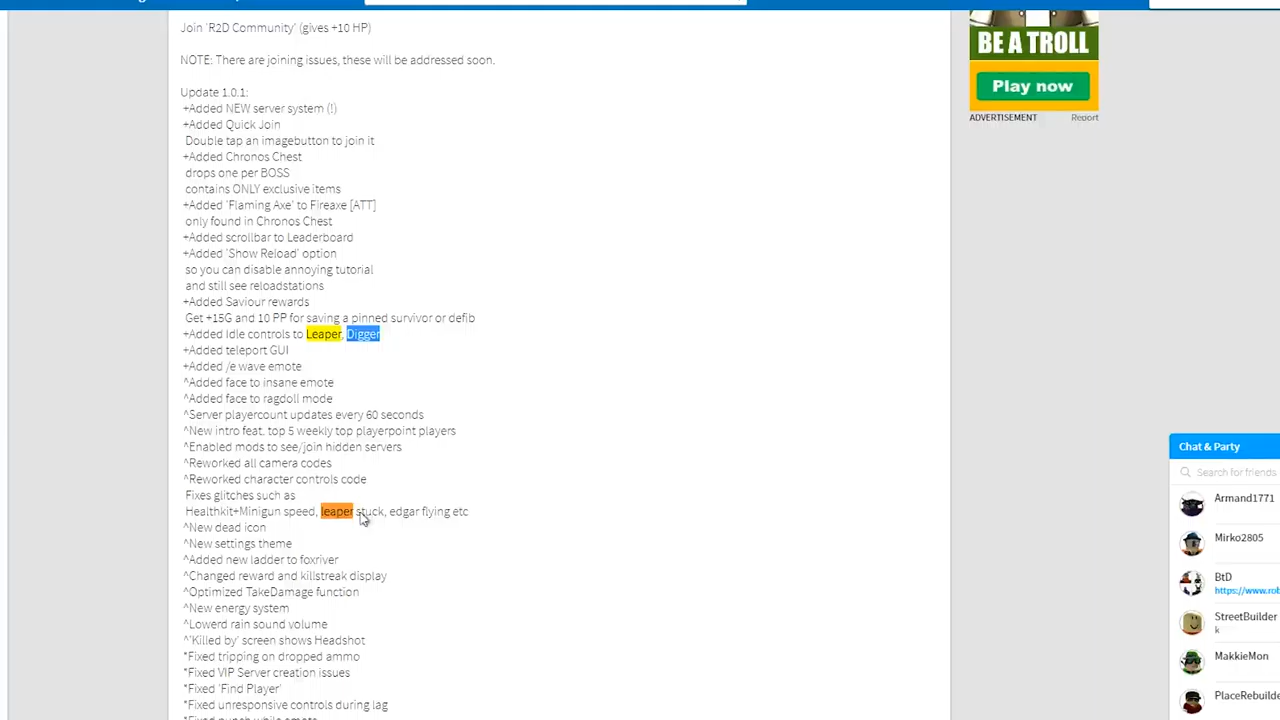 Join 'R2D Community' (gives +10 HP)
NOTE: There are joining issues, these will be addressed soon.
Update 1.0.1:
+Added NEW server system (!)
+Added Quick Join
Double tap an imagebutton to join it
+Added Chronos Chest
drops one per BOSS
contains ONLY exclusive items
+Added 'Flaming Axe' to Fireaxe [ATT]
only found in Chronos Chest
+Added scrollbar to Leaderboard
+Added 'Show Reload' option
so you can disable annoying tutorial
and still see reloadstations
+Added Saviour rewards
Get +15G and 10 PP for saving a pinned survivor or defib
+Added Idle controls to Leaper, Digger
+Added teleport GUI
+Added /e wave emote
^Added face to insane emote
^Added face to ragdoll mode
^Server playercount updates every 60 seconds
^New intro feat. top 5 weekly top playerpoint players
^Enabled mods to see/join hidden servers
^Reworked all camera codes
^Reworked character controls code
Fixes glitches such as
Healthkit+Minigun speed, leaper stuck, edgar flying etc
^New dead icon
^New settings theme
^Added new ladder to foxriver
^Changed reward and killstreak display
^Optimized TakeDamage function
^New energy system
^Lowerd rain sound volume
^'Killed by' screen shows Headshot
*Fixed tripping on dropped ammo
*Fixed VIP Server creation issues
*Fixed 'Find Player'
*Fixed unresponsive controls during lag
*Fixed punch while emote
BE A TROLL
Play now
ADVERTISEMENT
Report
Chat & Party
Search for friends
Armand1771
Mirko2805
BtD
https://www.rob
StreetBuilder
k
MakkieMon
PlaceRebuilde